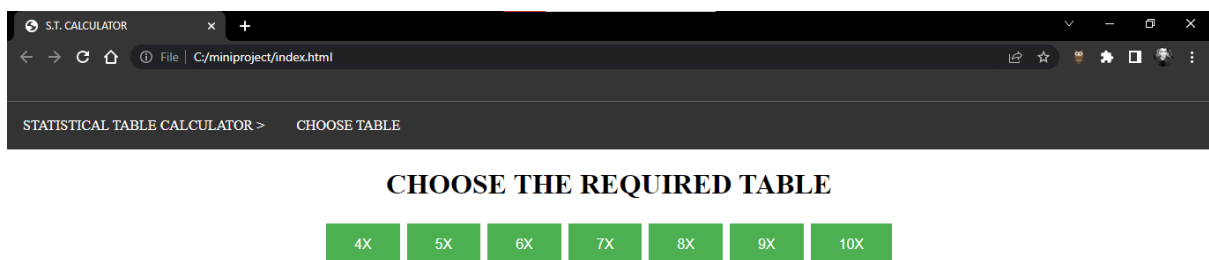 S.T. CALCULATOR
File | C:/miniproject/index.html
STATISTICAL TABLE CALCULATOR > CHOOSE TABLE
CHOOSE THE REQUIRED TABLE
4X 5X 6X 7X 8X 9X 10X